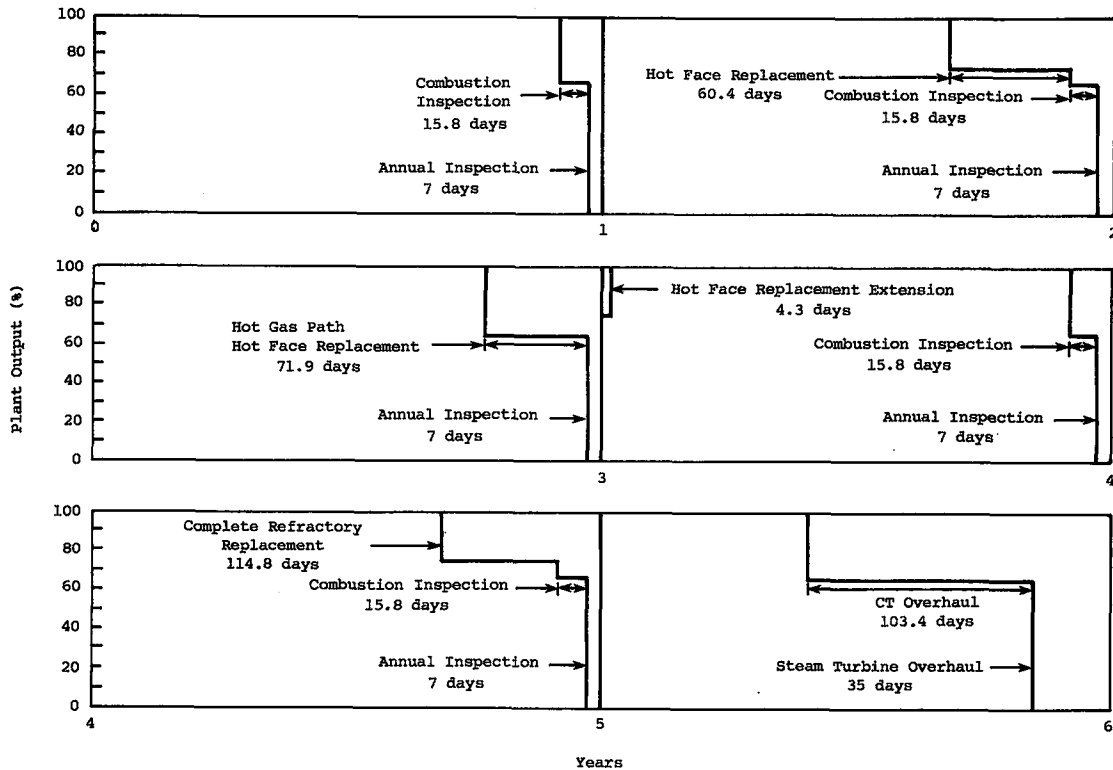 100
80
60
40
20
0
Combustion
Inspection
15.8 days
Annual Inspection
7 days
Hot Face Replacement
60.4 days
Combustion Inspection
15.8 days
Annual Inspection
7 days
0
1
2
Plant Output (%)
100
80
60
40
20
0
Hot Gas Path
Hot Face Replacement
71.9 days
Annual Inspection
7 days
Hot Face Replacement Extension
4.3 days
Combustion Inspection
15.8 days
Annual Inspection
7 days
3
4
100
80
60
40
20
0
Complete Refractory
Replacement
114.8 days
Combustion Inspection
15.8 days
Annual Inspection
7 days
CT Overhaul
103.4 days
Steam Turbine Overhaul
35 days
4
5
6
Years